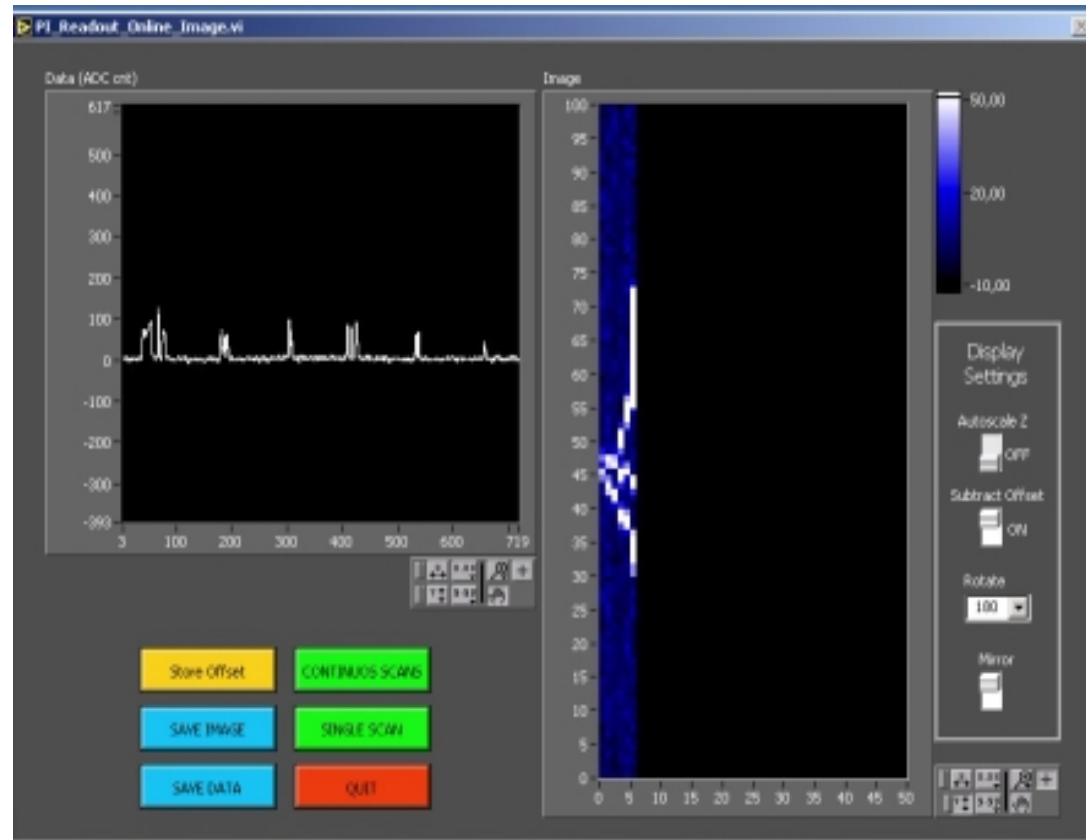 PI_Readout_Online_Image.vi
Data (ADC cnt)
617
500
400
300
200
100
0
-100
-200
-300
-393
3 100 200 300 400 500 600 719
Image
100
95
90
85
80
75
70
65
60
55
50
45
40
35
30
25
20
15
10
5
0
0 5 10 15 20 25 30 35 40 45 50
50,00
20,00
-10,00
Display
Settings
Autoscale Z
OFF
Subtract Offset
ON
Rotate
180
Mirror
Store Offset
CONTINUOS SCANS
SAVE IMAGE
SINGLE SCAN
SAVE DATA
QUIT